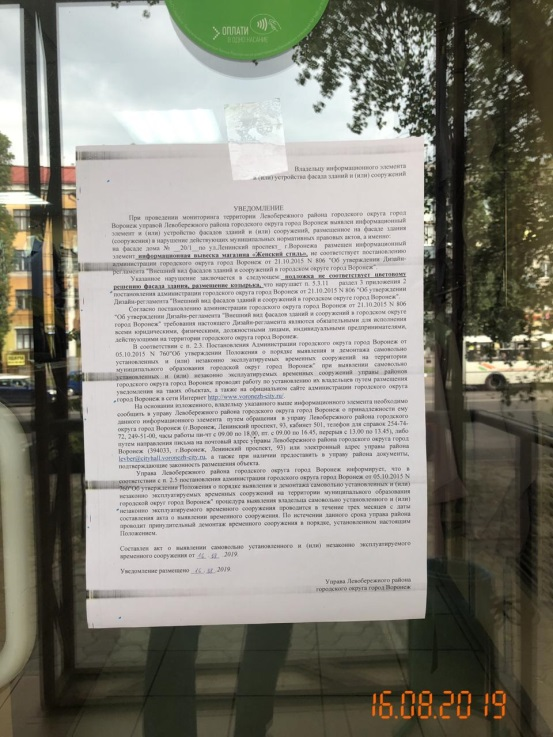 ОПЛАТИ
Владельцу информационного элемента
и (или) устройства фасада зданий и (или) сооружений
УВЕДОМЛЕНИЕ
При проведении мониторинга территории Левобережного района городского округа город
Воронеж управой Левобережного района городского округа город Воронеж выявлен информационный
элемент и (или) устройство фасада зданий и (или) сооружений, размещенное на фасаде здания
(сооружения) в нарушение действующих муниципальных нормативных правовых актов, а именно:
на фасаде дома № 20/1 по ул.Ленинский проспект г.Воронежа размещен информационный
элемент информационная вывеска магазина «Женский стиль», не соответствует постановлению
администрации городского округа город Воронеж от 21.10.2015 N 806 "Об утверждении Дизайн-
регламента "Внешний вид фасадов зданий и сооружений в городском округе город Воронеж"
Указанное нарушение заключается в следующем: подложка не соответствует цветовому
решению фасада здания, размещение козырька, что нарушает п. 5.3.11 раздел 3 приложения 2
постановления администрации городской округ город Воронеж от 21.10.2015 N 806 "Об утверждении
Дизайн-регламента "Внешний вид фасадов зданий и сооружений в городском округе город Воронеж".
Согласно постановлению администрации городского округа город Воронеж от 21.10.2015 N 806
"Об утверждении Дизайн-регламента "Внешний вид фасадов зданий и сооружений в городском округе
город Воронеж" требования настоящего Дизайн-регламента являются обязательными для исполнения
всеми юридическими, физическими, должностными лицами, индивидуальными предпринимателями,
действующими на территории городского округа город Воронеж.
В соответствии с п. 2.3. Постановления Администрации городской округ город Воронеж от
05.10.2015 N 760"Об утверждении Положения о порядке выявления и демонтажа самовольно
установленных и (или) незаконно эксплуатируемых временных сооружений на территории
муниципального образования городской округ город Воронеж" при выявлении самовольно
установленных и (или) незаконно эксплуатируемых временных сооружений управы районов
городского округа город Воронеж проводят работу по установлению их владельцев путем размещения
уведомления на таких объектах, а также на официальном сайте администрации городского округа
город Воронеж в сети Интернет http://www.voronezh-city.ru/.
На основании изложенного, владельцу указанного выше информационного элемента необходимо
сообщить в управу Левобережного района городского округа город Воронеж о принадлежности ему
данного информационного элемента путем обращения в управу Левобережного района городского
округа город Воронеж (г.Воронеж, Ленинский проспект, 93, кабинет 501, телефон для справок 254-74-
72, 249-51-00, часы работы пн-чт с 09.00 до 18.00, пт. с 09.00 по 16.45, перерыв с 13.00 по 13.45), либо
путем направления письма на почтовый адрес управы Левобережного района городского округа город
Воронеж (394033, г.Воронеж, Ленинский проспект, 93) или электронный адрес управы района
levber@cityhall.voronezh-city.ru, а также при наличии предоставить в управу района документы,
подтверждающие законность размещения объекта.
Управа Левобережного района городского округа город Воронеж информирует, что в
соответствии с п. 2.5 постановления администрации городской округ город Воронеж от 05.10.2015 N
760"Об утверждении Положения о порядке выявления и демонтажа самовольно установленных и (или)
незаконно эксплуатируемых временных сооружений на территории муниципального образования
городской округ город Воронеж" процедура выявления владельца самовольно установленного и (или)
незаконно эксплуатируемого временного сооружения проводится в течение трех месяцев с даты
составления акта о выявлении временного сооружения. По истечении данного срока управа района
проводит принудительный демонтаж временного сооружения в порядке, установленном настоящим
Положением.
Составлен акт о выявлении самовольно установленного и (или) незаконно эксплуатируемого
временного сооружения от 16 08 2019.
Уведомление размещено 16 08 2019.
Управа Левобережного района
городского округа город Воронеж
16.08.2019